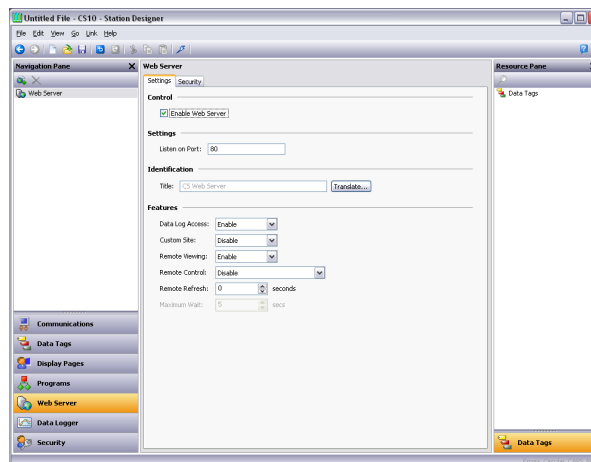 Untitled File - CS10 - Station Designer
File Edit View Go Link Help
Navigation Pane
Web Server
Communications
Data Tags
Display Pages
Programs
Web Server
Data Logger
Security
Web Server
Settings Security
Control
Enable Web Server
Settings
Listen on Port: 80
Identification
Title: CS Web Server Translate...
Features
Data Log Access: Enable
Custom Site: Disable
Remote Viewing: Enable
Remote Control: Disable
Remote Refresh: 0 seconds
Maximum Wait: 5 secs
Resource Pane
Data Tags
Data Tags